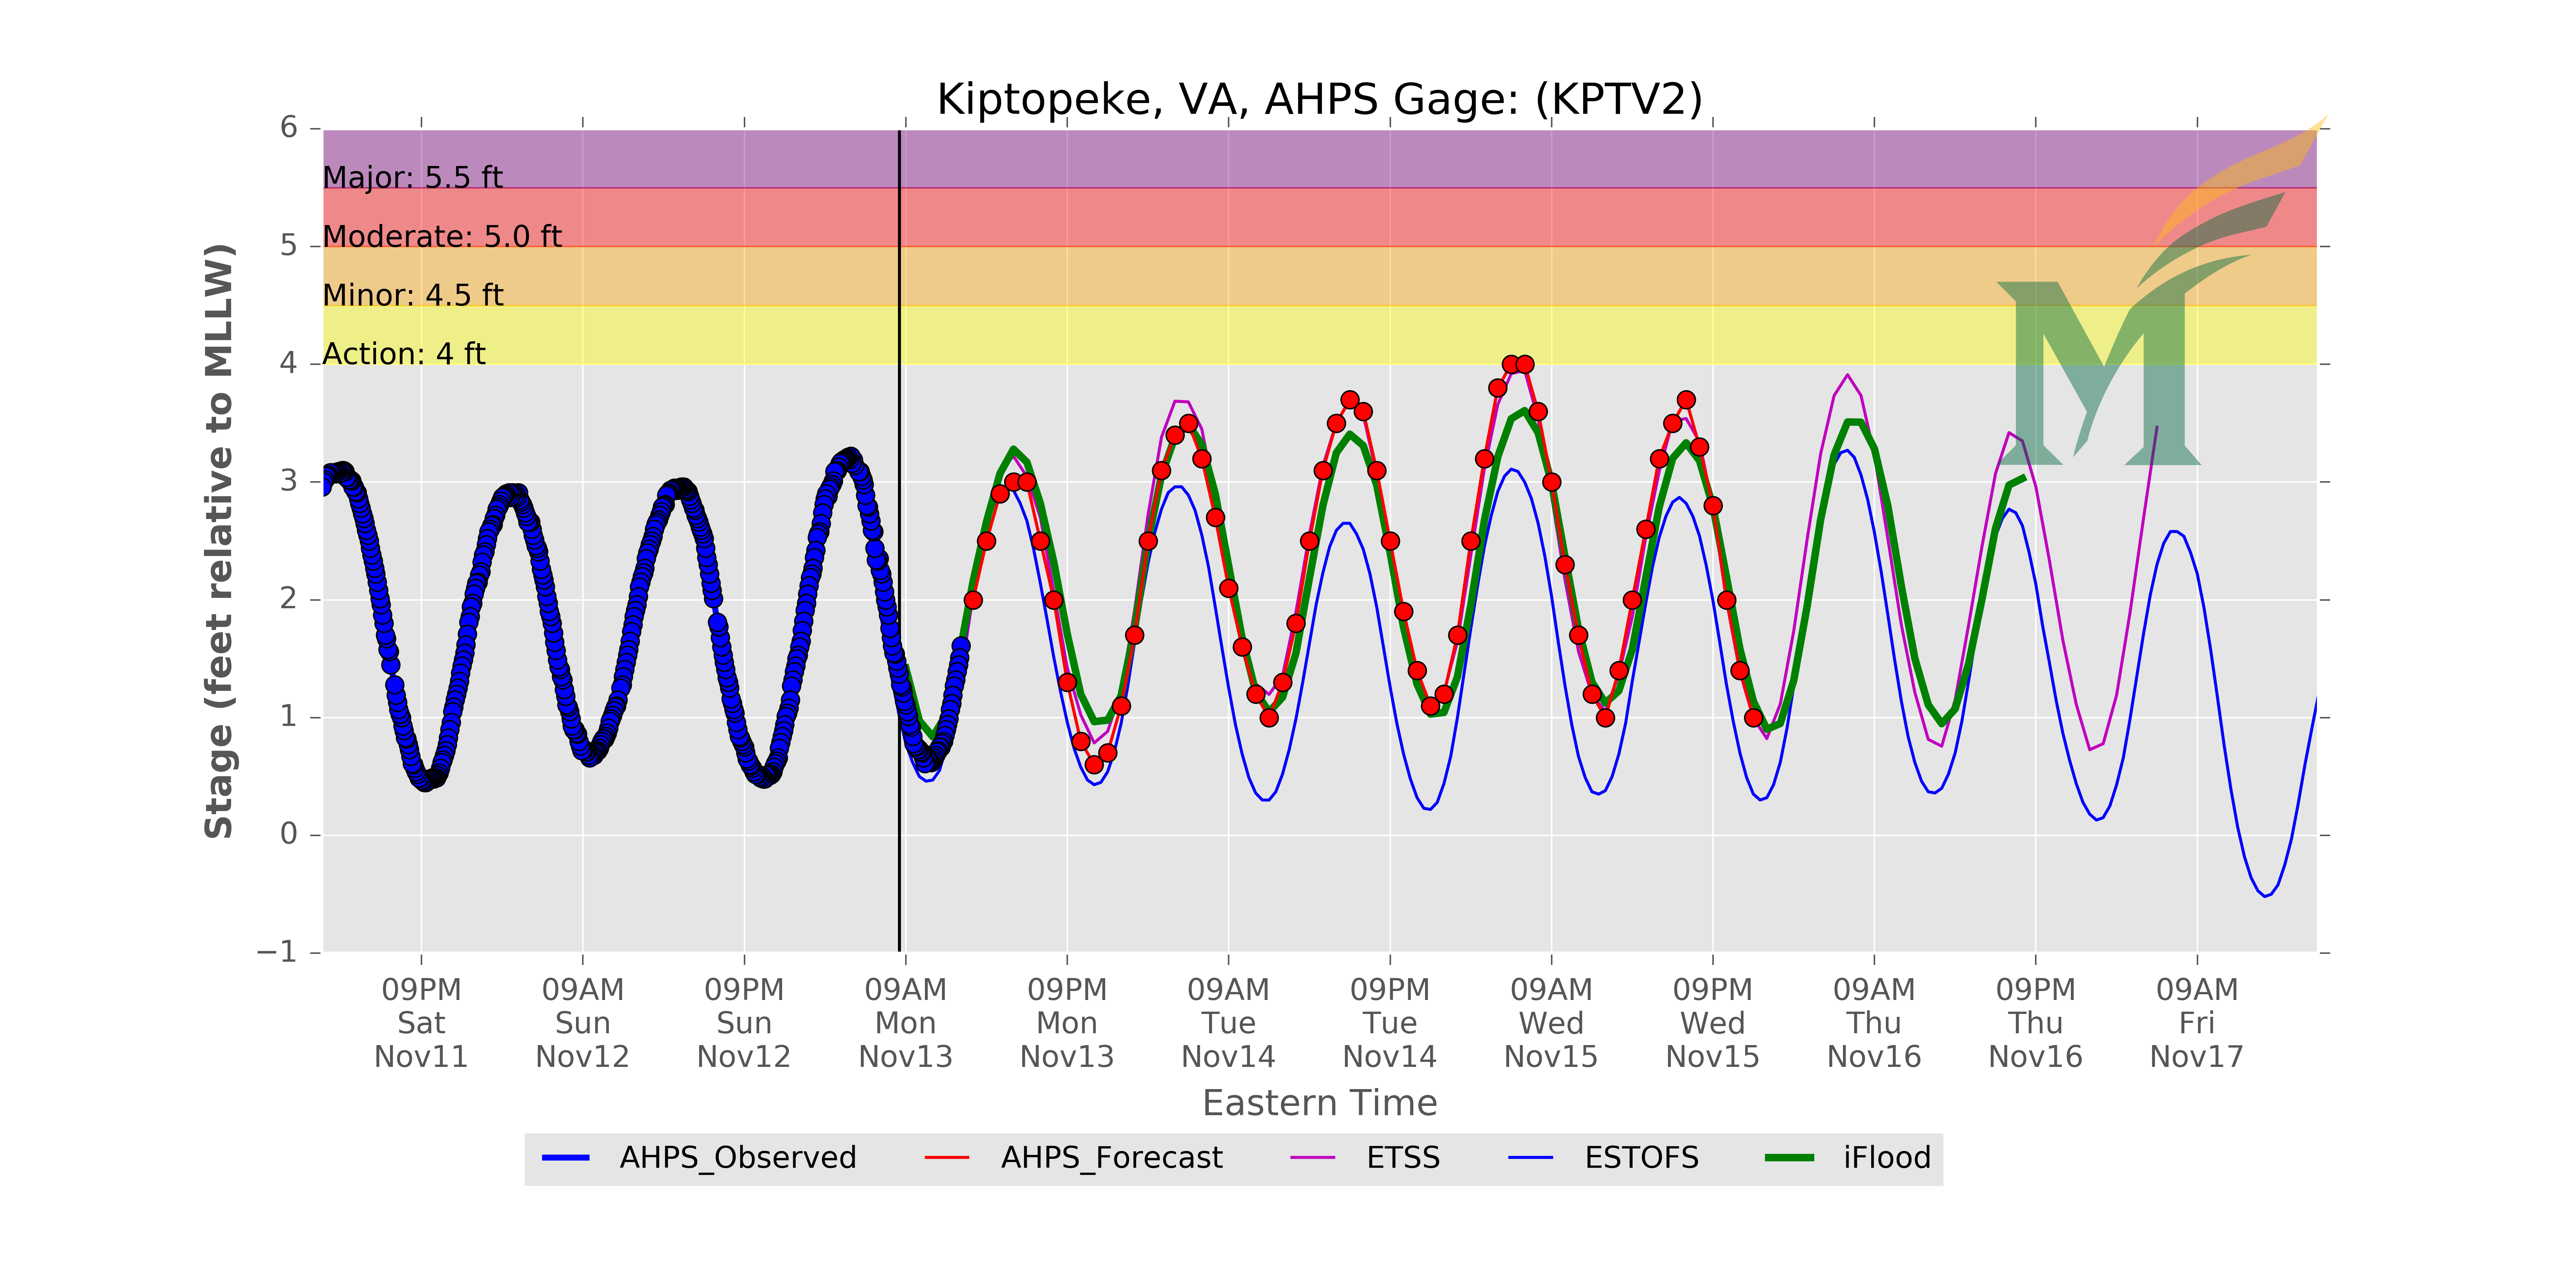 Kiptopeke, VA, AHPS Gage: (KPTV2)
6
Major: 5.5 ft
Moderate: 5.0 ft
5
Minor: 4.5 ft
Action: 4 ft
4
3
2
1
0
−1
Stage (feet relative to MLLW)
09PM 09AM 09PM 09AM 09PM 09AM 09PM 09AM 09PM 09AM 09PM 09AM
Sat Sun Sun Mon Mon Tue Tue Wed Wed Thu Thu Fri
Nov11 Nov12 Nov12 Nov13 Nov13 Nov14 Nov14 Nov15 Nov15 Nov16 Nov16 Nov17
Eastern Time
AHPS_Observed AHPS_Forecast ETSS ESTOFS iFlood
M